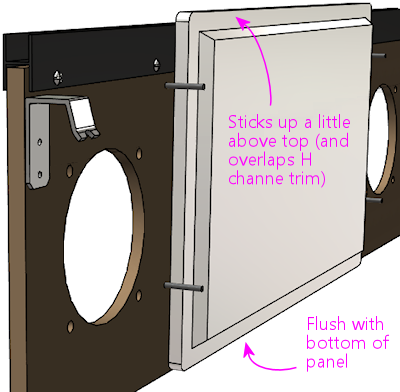 Sticks up a little
above top (and
overlaps H
channe trim)
Flush with
bottom of
panel